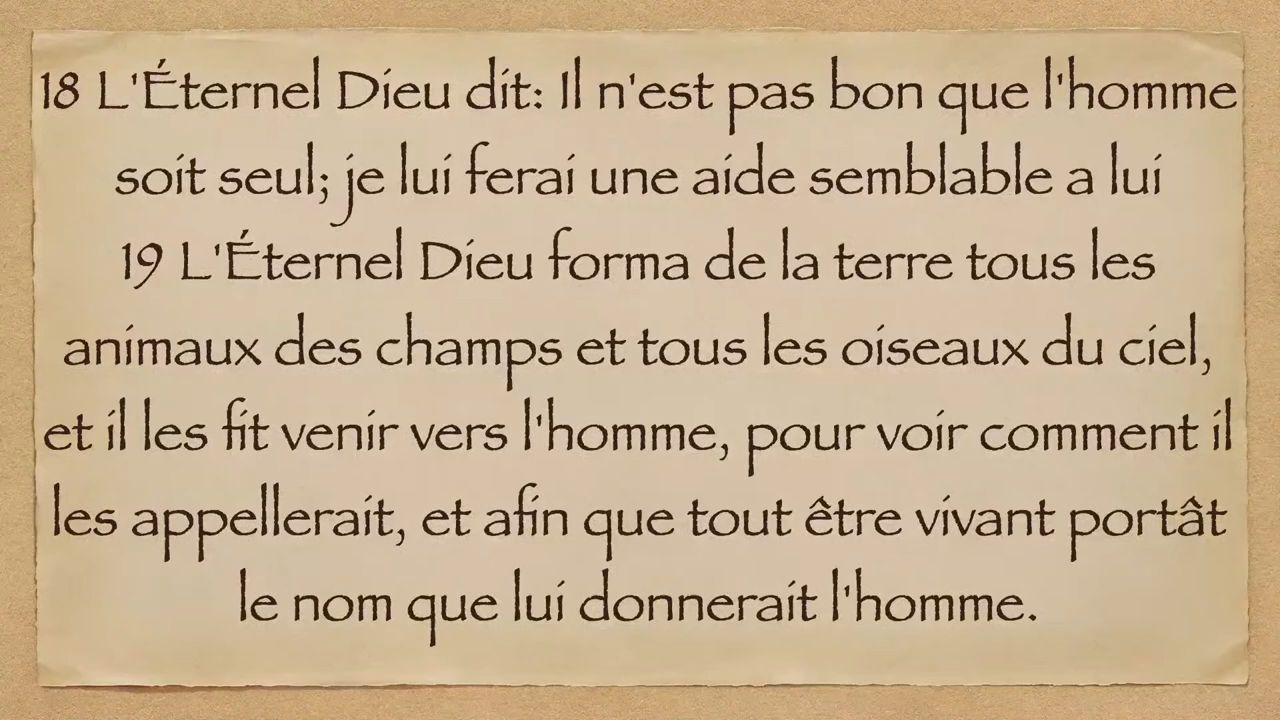 18 L'Éternel Dieu dit: Il n'est pas bon que l'homme
soit seul; je lui ferai une aide semblable a lui
19 L'Éternel Dieu forma de la terre tous les
animaux des champs et tous les oiseaux du ciel,
et il les fit venir vers l'homme, pour voir comment il
les appellerait, et afin que tout être vivant portât
le nom que lui donnerait l'homme.